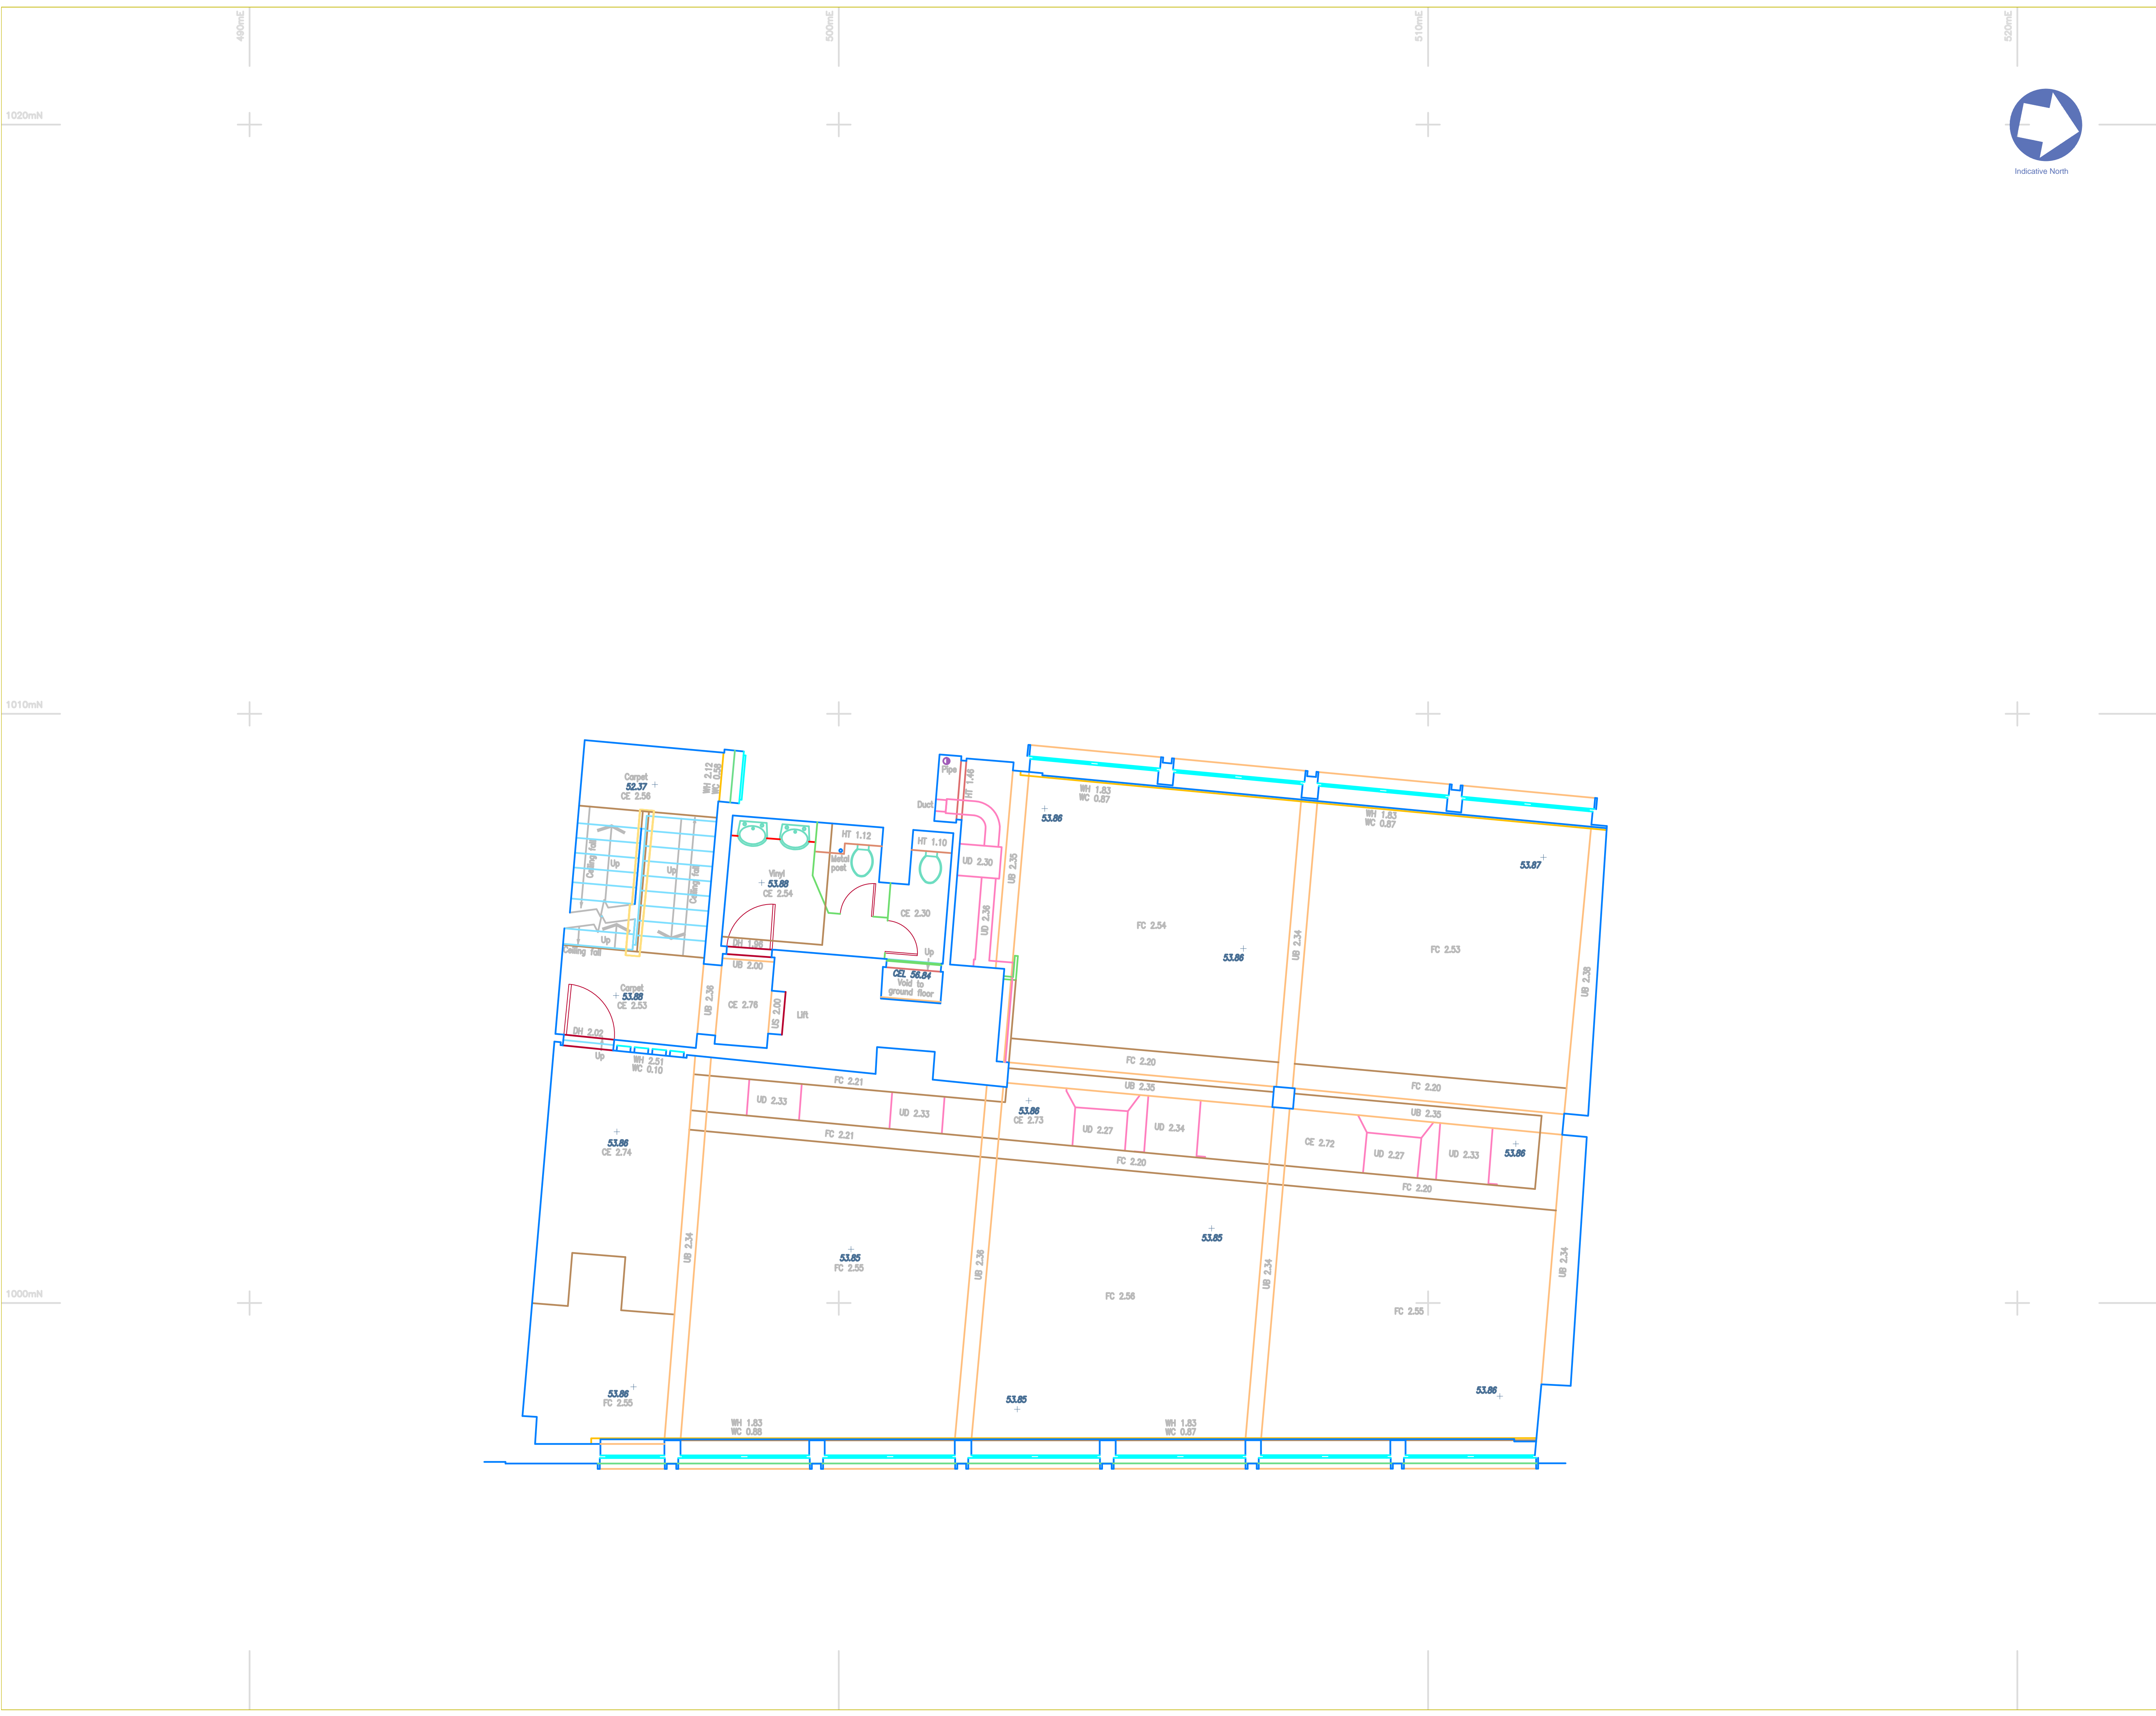 490mE
500mE
510mE
520mE
1020mN
Indicative North
1010mN
Carpet
52.37
CE 2.56
WH 2.12
WC 0.58
Pipe
HT 1.46
Duct
WH 1.83
WC 0.87
53.86
WH 1.83
WC 0.87
HT 1.12
HT 1.10
Metal
post
UD 2.30
UB 2.35
53.87
Ceiling fall
Up
Up
Ceiling fall
Vinyl
53.88
CE 2.54
CE 2.30
UD 2.36
FC 2.54
UB 2.34
FC 2.53
53.86
Up
Ceiling fall
DH 1.96
Up
UB 2.00
CEL 56.84
Void to
ground floor
UB 2.38
Carpet
53.88
CE 2.53
UB 2.36
CE 2.76
US 2.00
Lift
DH 2.02
Up
WH 2.51
WC 0.10
FC 2.20
FC 2.20
FC 2.21
UB 2.35
UB 2.35
UD 2.33
UD 2.33
53.86
CE 2.73
UD 2.27
UD 2.34
CE 2.72
UD 2.27
UD 2.33
53.86
53.86
CE 2.74
FC 2.21
FC 2.20
FC 2.20
UB 2.34
53.85
FC 2.55
UB 2.36
53.85
UB 2.34
UB 2.34
1000mN
FC 2.56
FC 2.55
53.86
FC 2.55
53.85
53.86
WH 1.83
WC 0.88
WH 1.83
WC 0.87